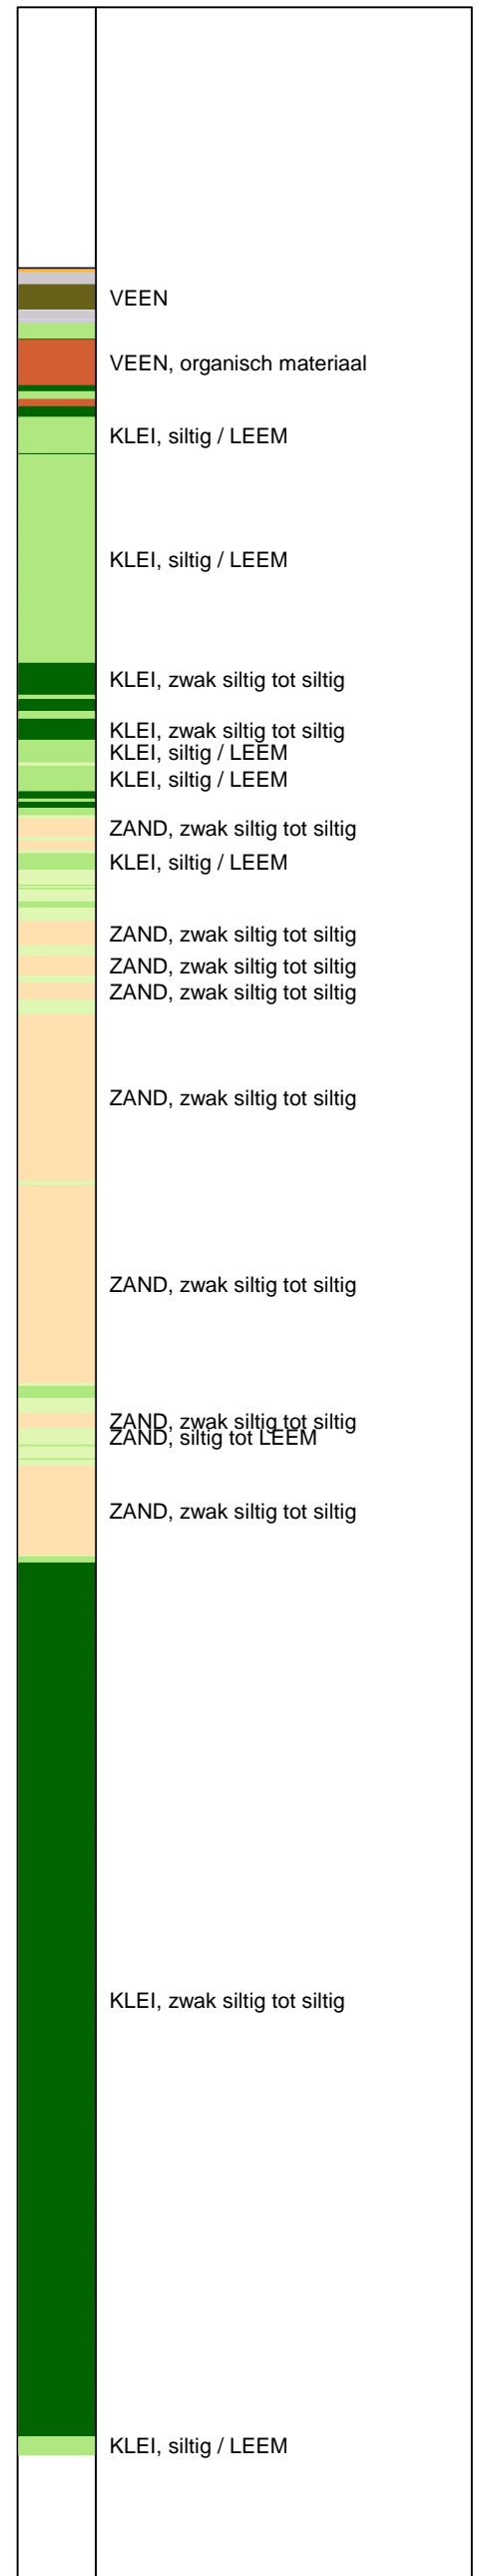 VEEN
VEEN, organisch materiaal
KLEI, siltig / LEEM
KLEI, siltig / LEEM
KLEI, zwak siltig tot siltig
KLEI, zwak siltig tot siltig
KLEI, siltig / LEEM
KLEI, siltig / LEEM
ZAND, zwak siltig tot siltig
KLEI, siltig / LEEM
ZAND, zwak siltig tot siltig
ZAND, zwak siltig tot siltig
ZAND, zwak siltig tot siltig
ZAND, zwak siltig tot siltig
ZAND, zwak siltig tot siltig
ZAND, zwak siltig tot siltig
ZAND, siltig tot LEEM
ZAND, zwak siltig tot siltig
KLEI, zwak siltig tot siltig
KLEI, siltig / LEEM